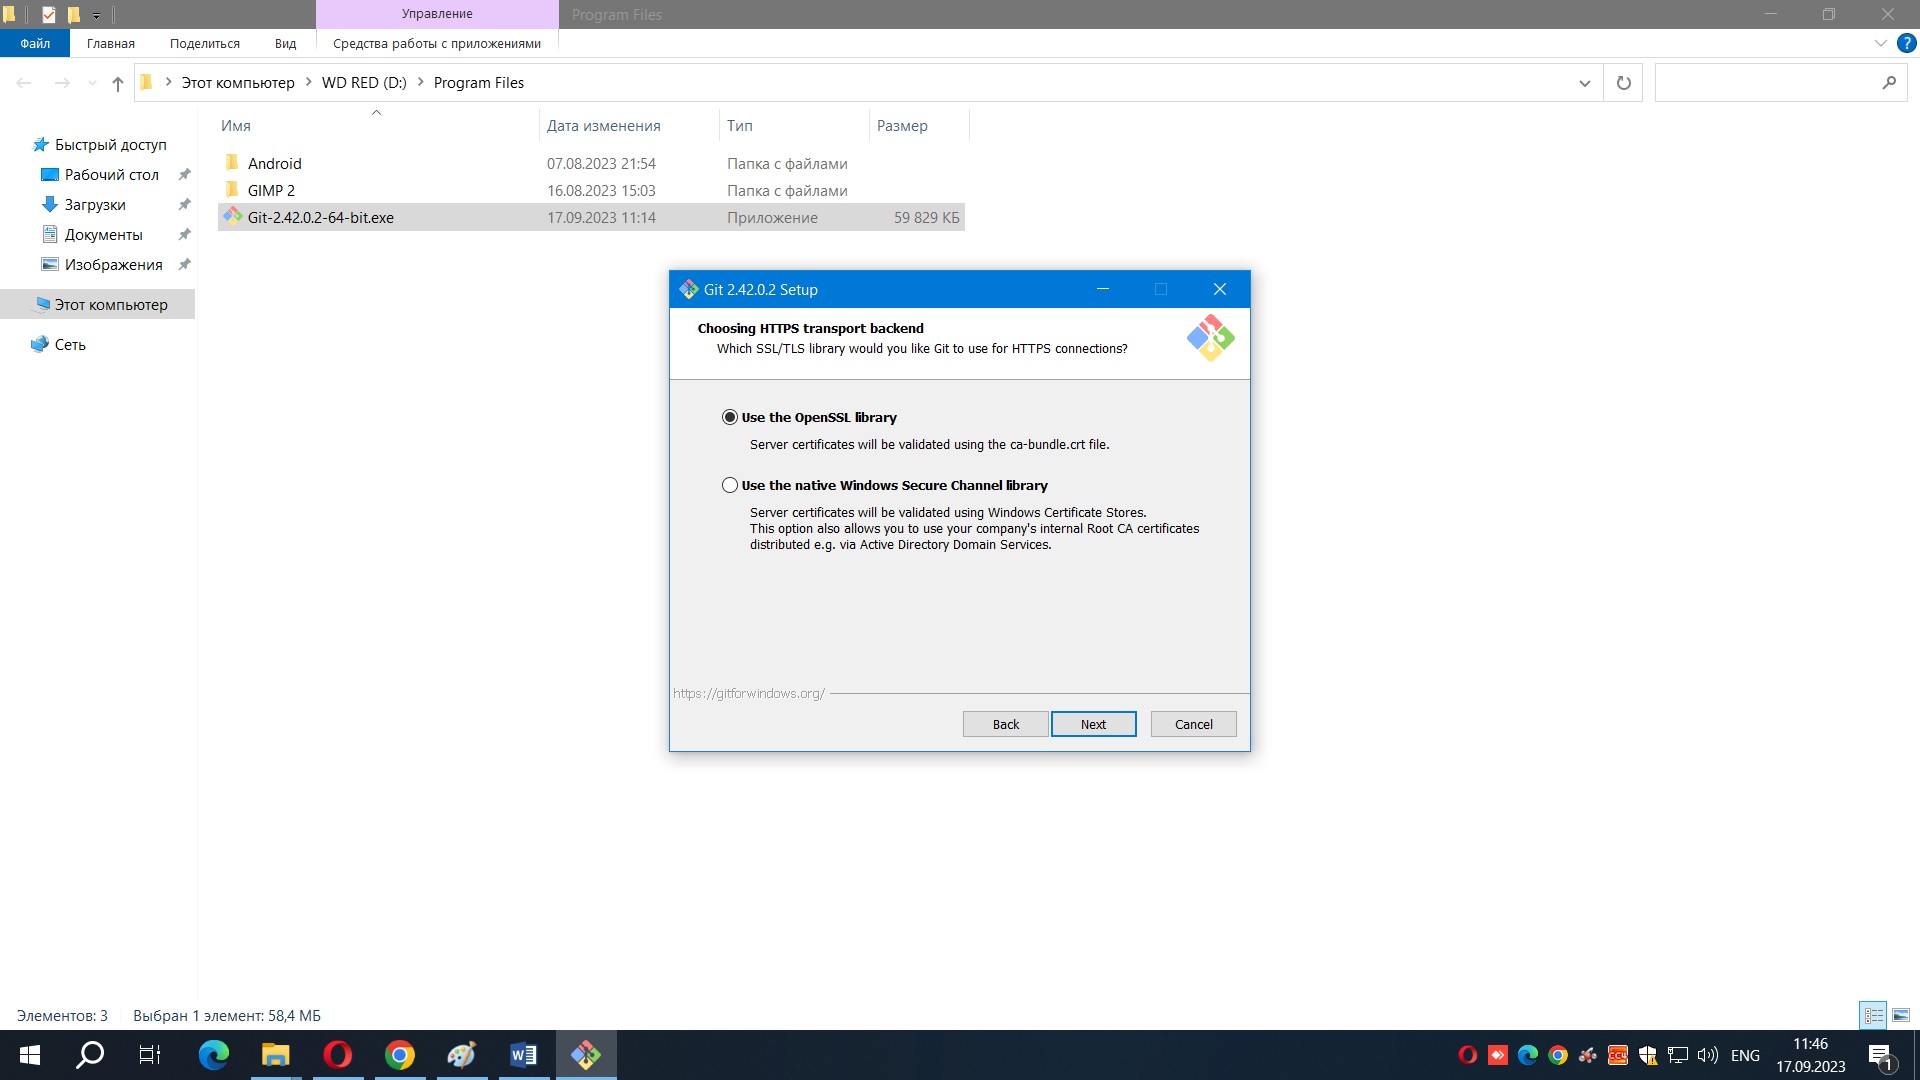 Управление
Program Files
Файл
Главная
Поделиться
Вид
Средства работы с приложениями
Этот компьютер
WD RED (D:)
Program Files
Имя
Дата изменения
Тип
Размер
Быстрый доступ
Рабочий стол
Загрузки
Документы
Изображения
Этот компьютер
Сеть
Android 07.08.2023 21:54 Папка с файлами
GIMP 2 16.08.2023 15:03 Папка с файлами
Git-2.42.0.2-64-bit.exe 17.09.2023 11:14 Приложение 59 829 КБ
Git 2.42.0.2 Setup
Choosing HTTPS transport backend
Which SSL/TLS library would you like Git to use for HTTPS connections?
Use the OpenSSL library
Server certificates will be validated using the ca-bundle.crt file.
Use the native Windows Secure Channel library
Server certificates will be validated using Windows Certificate Stores.
This option also allows you to use your company's internal Root CA certificates
distributed e.g. via Active Directory Domain Services.
https://gitforwindows.org/
Back
Next
Cancel
Элементов: 3
Выбран 1 элемент: 58,4 МБ
ENG
11:46
17.09.2023
1